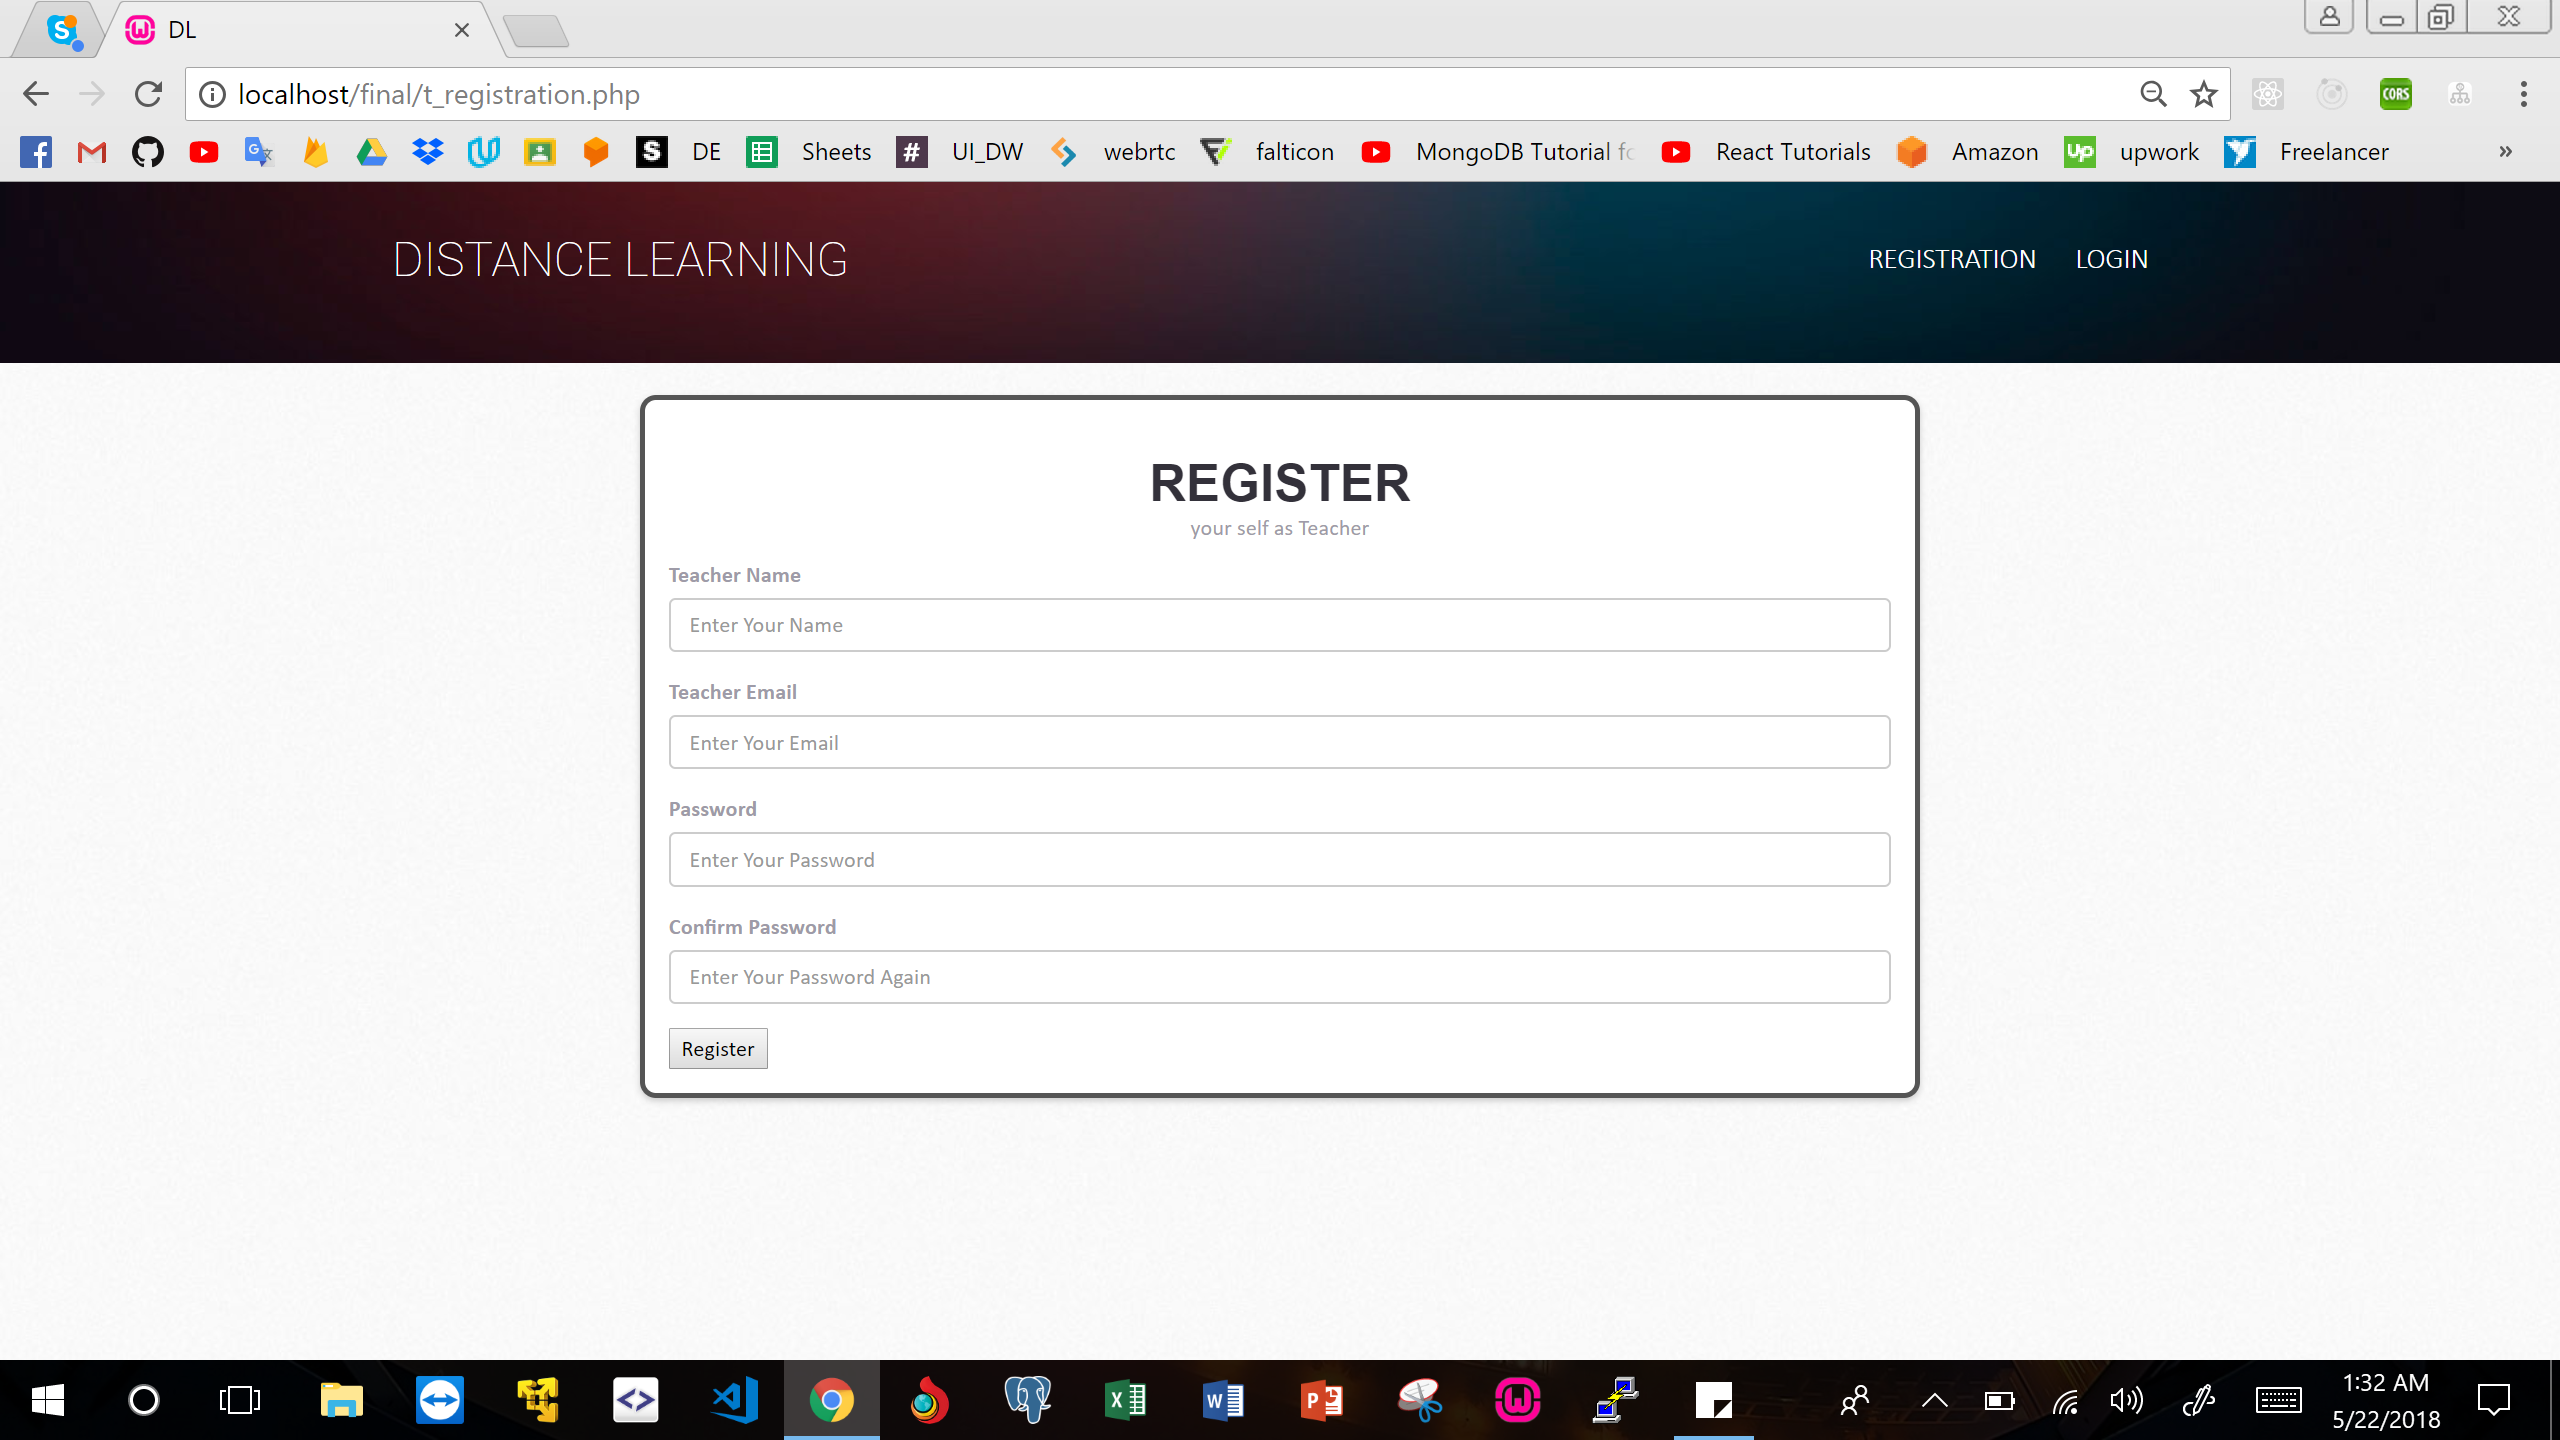 DL
localhost/final/t_registration.php
CORS
DE
Sheets
UI_DW
webrtc
falticon
MongoDB Tutorial fo
React Tutorials
Amazon
upwork
Freelancer
DISTANCE LEARNING
REGISTRATION
LOGIN
REGISTER
your self as Teacher
Teacher Name
Enter Your Name
Teacher Email
Enter Your Email
Password
Enter Your Password
Confirm Password
Enter Your Password Again
Register
1:32 AM
5/22/2018